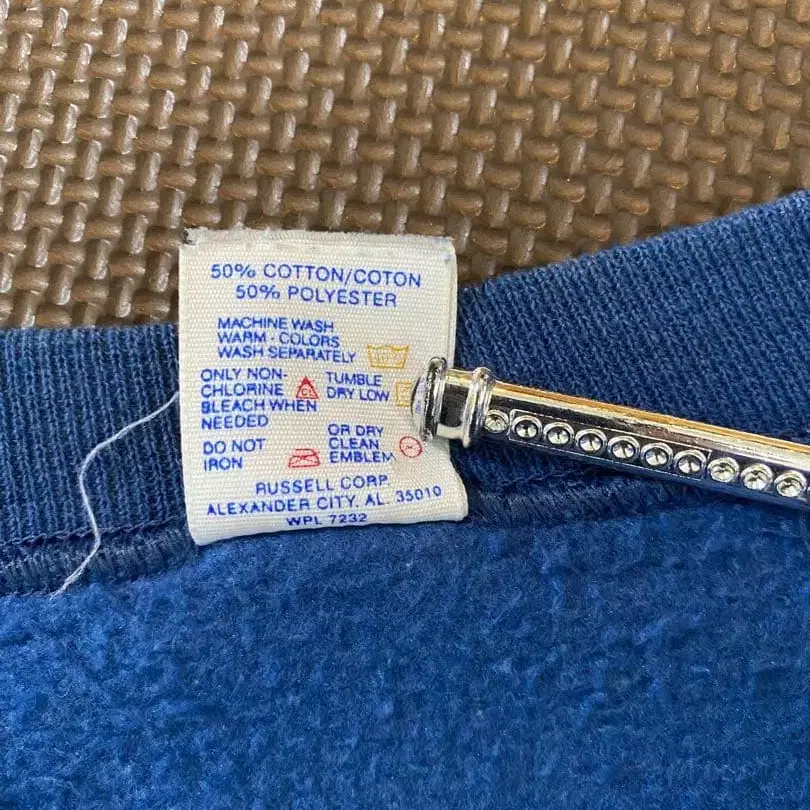 50% COTTON/COTON
50% POLYESTER
MACHINE WASH
WARM - COLORS
WASH SEPARATELY
ONLY NON-
CHLORINE
BLEACH WHEN
NEEDED
TUMBLE
DRY LOW
DO NOT
IRON
OR DRY
CLEAN
EMBLEM
RUSSELL CORP.
ALEXANDER CITY, AL 35010
WPL 7232